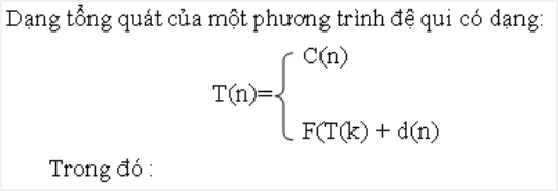 Dạng tổng quát của một phương trình đệ qui có dạng:
C(n)
T(n)=
F(T(k) + d(n)
Trong đó :